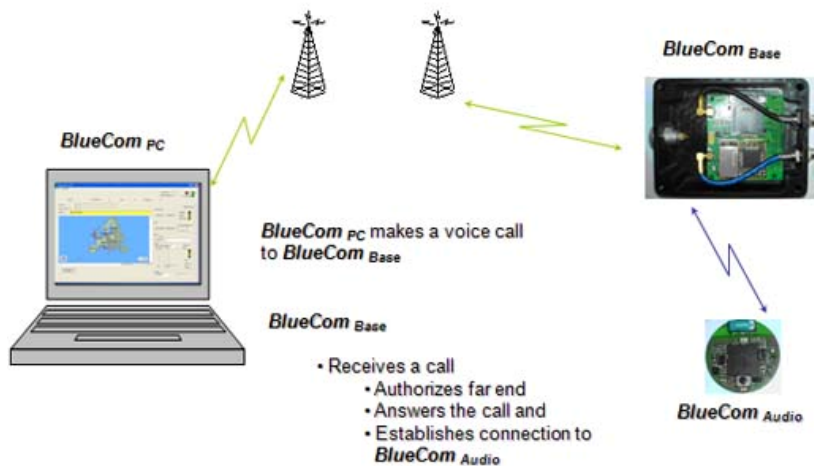 BlueCom Base
BlueCom PC
BlueCom PC makes a voice call
to BlueCom Base
BlueCom Base
• Receives a call
• Authorizes far end
• Answers the call and
• Establishes connection to
BlueCom Audio
BlueCom Audio